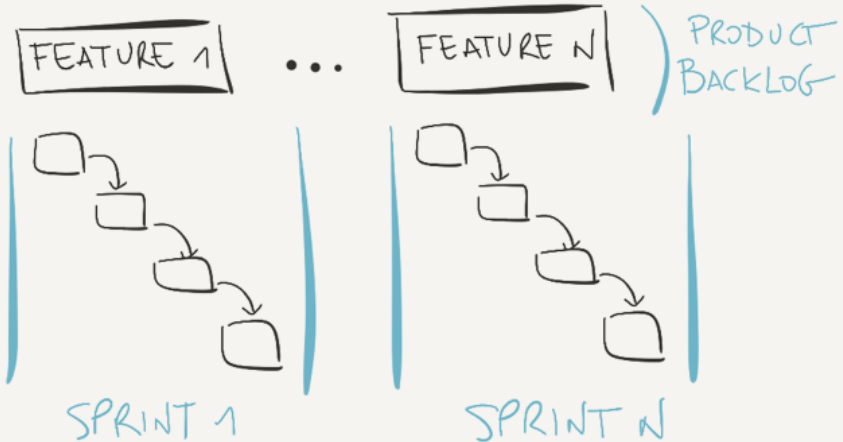 FEATURE 1
...
FEATURE N
PRODUCT
BACKLOG
SPRINT 1
SPRINT N